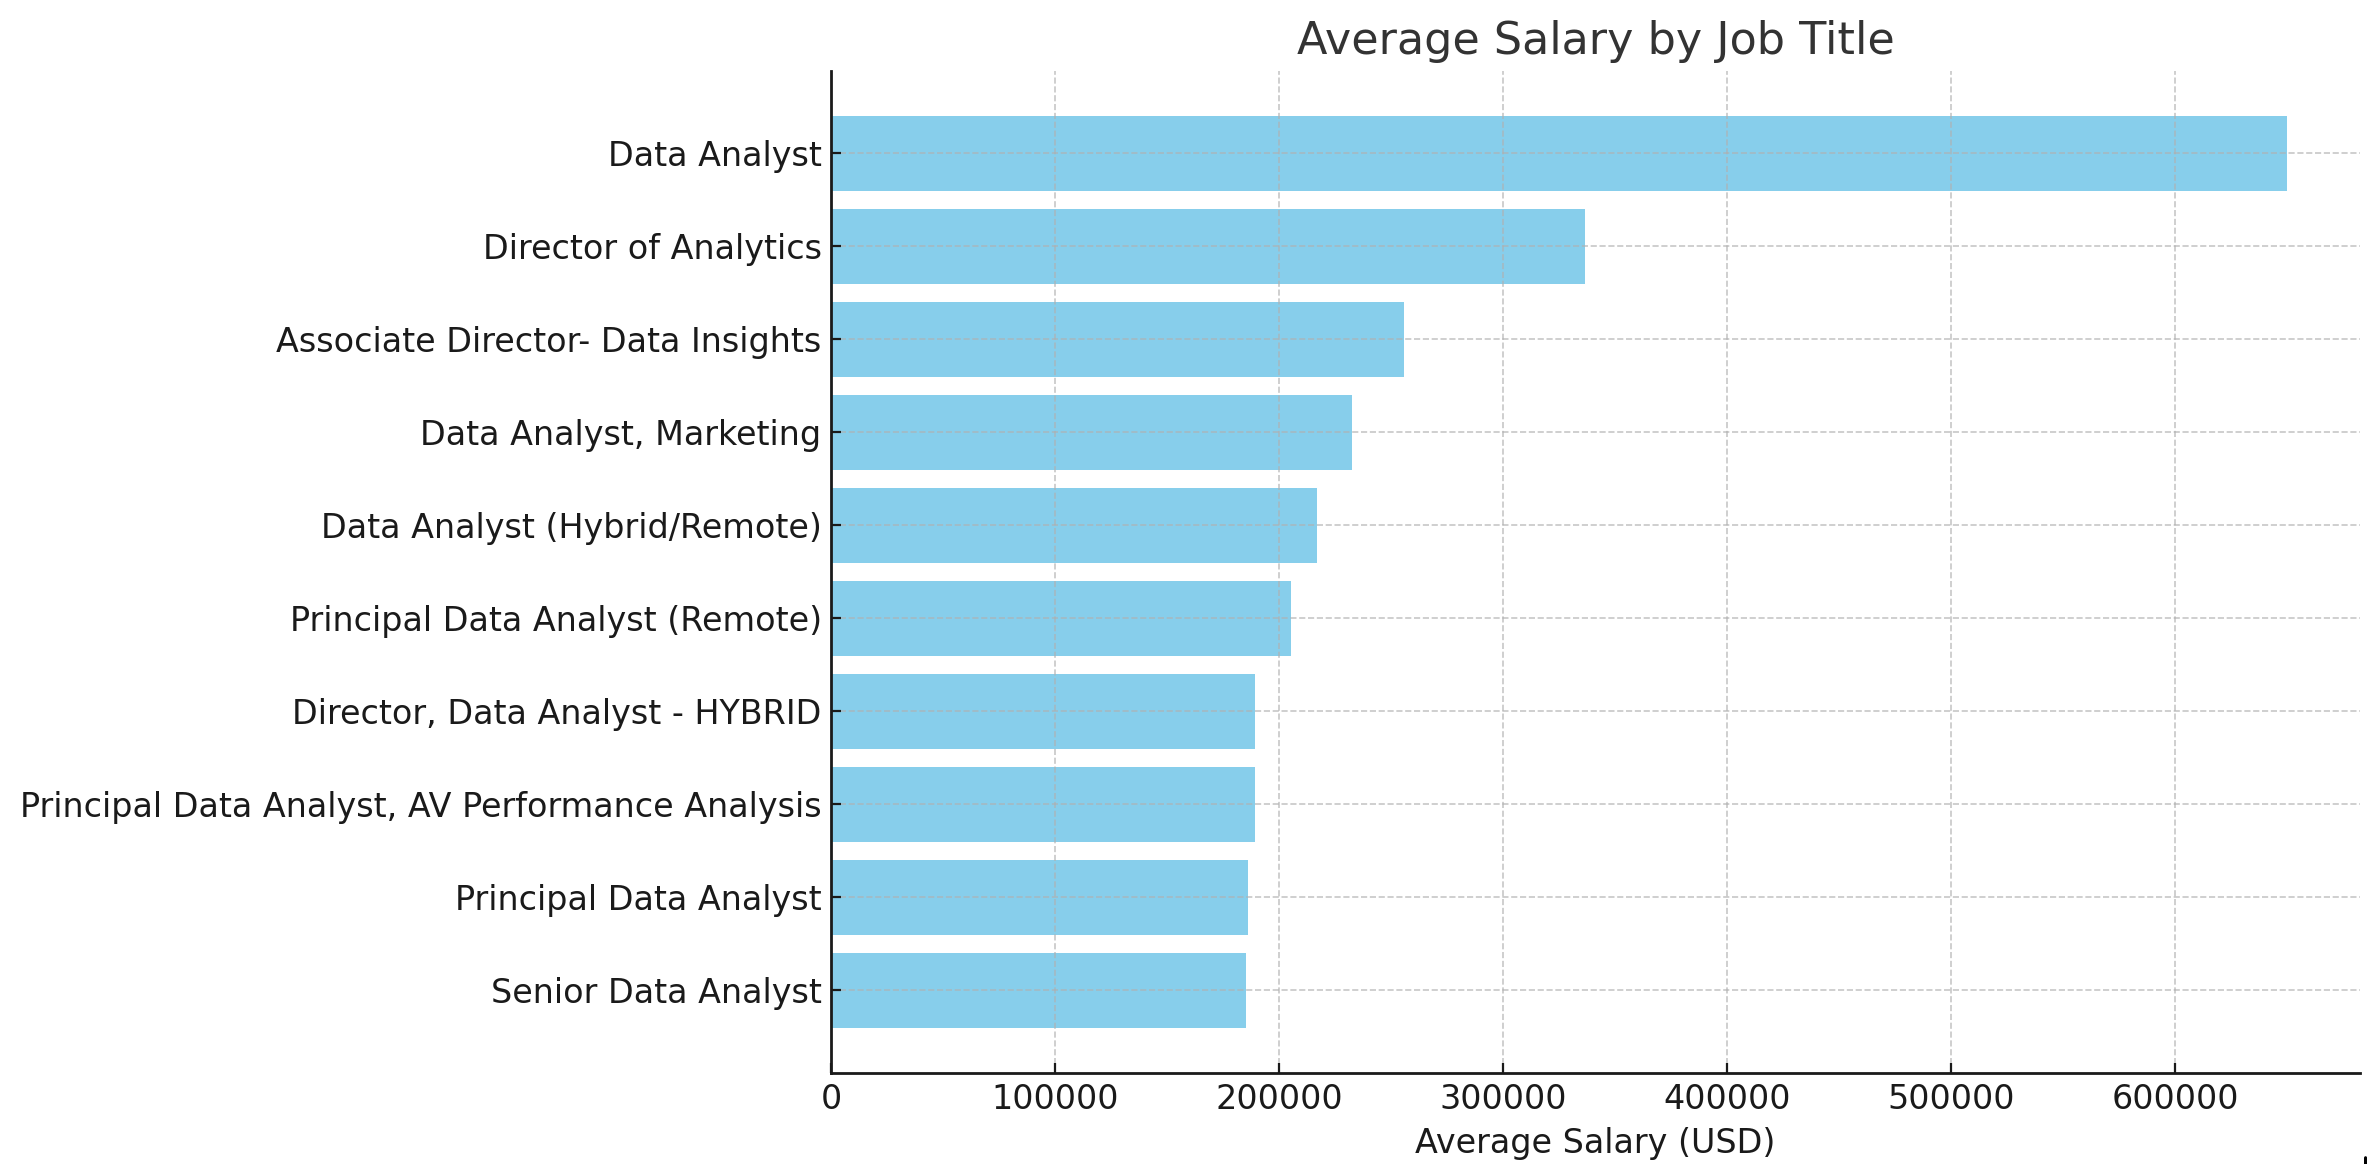 Average Salary by Job Title
Data Analyst
Director of Analytics
Associate Director- Data Insights
Data Analyst, Marketing
Data Analyst (Hybrid/Remote)
Principal Data Analyst (Remote)
Director, Data Analyst - HYBRID
Principal Data Analyst, AV Performance Analysis
Principal Data Analyst
Senior Data Analyst
0 100000 200000 300000 400000 500000 600000
Average Salary (USD)